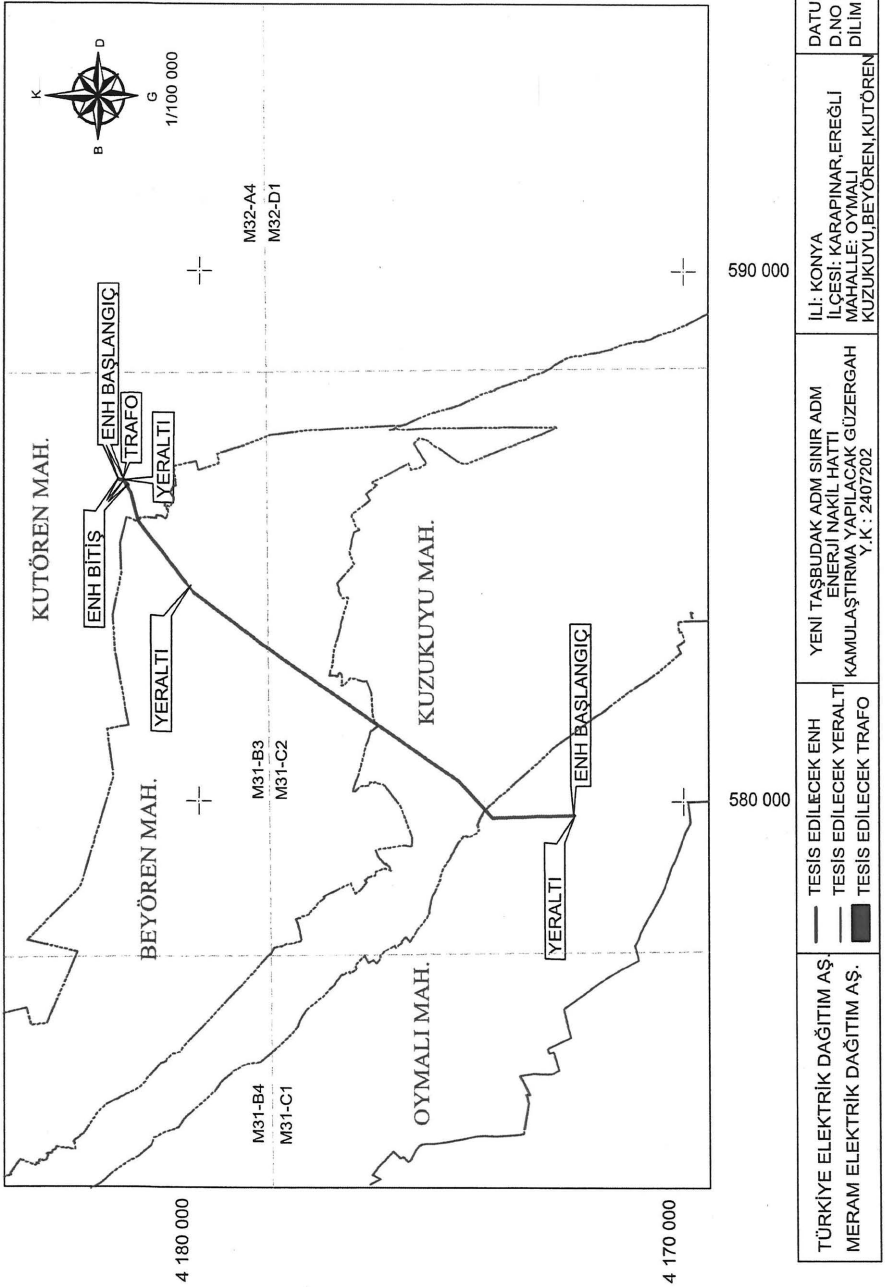 K
B
D
G
1/100 000
KUTÖREN MAH.
ENH BAŞLANGIÇ
TRAFO
YERALTI
ENH BİTİŞ
M32-A4
M32-D1
YERALTI
BEYÖREN MAH.
M31-B3
M31-C2
M31-B4
M31-C1
KUZUKUYU MAH.
OYMALI MAH.
ENH BAŞLANGIÇ
YERALTI
4 180 000
4 170 000
580 000
590 000
TÜRKİYE ELEKTRİK DAĞITIM AŞ.
MERAM ELEKTRİK DAĞITIM AŞ.
TESİS EDİLECEK ENH
TESİS EDİLECEK YERALTI
TESİS EDİLECEK TRAFO
YENİ TAŞBUDAK ADM SINIR ADM
ENERJİ NAKİL HATTI
KAMULAŞTIRMA YAPILACAK GÜZERGAH
Y.K : 2407202
İLİ: KONYA
İLÇESİ: KARAPINAR,EREĞLİ
MAHALLE: OYMALI
KUZUKUYU,BEYÖREN,KUTÖREN
DATU
D.NO
DİLİM